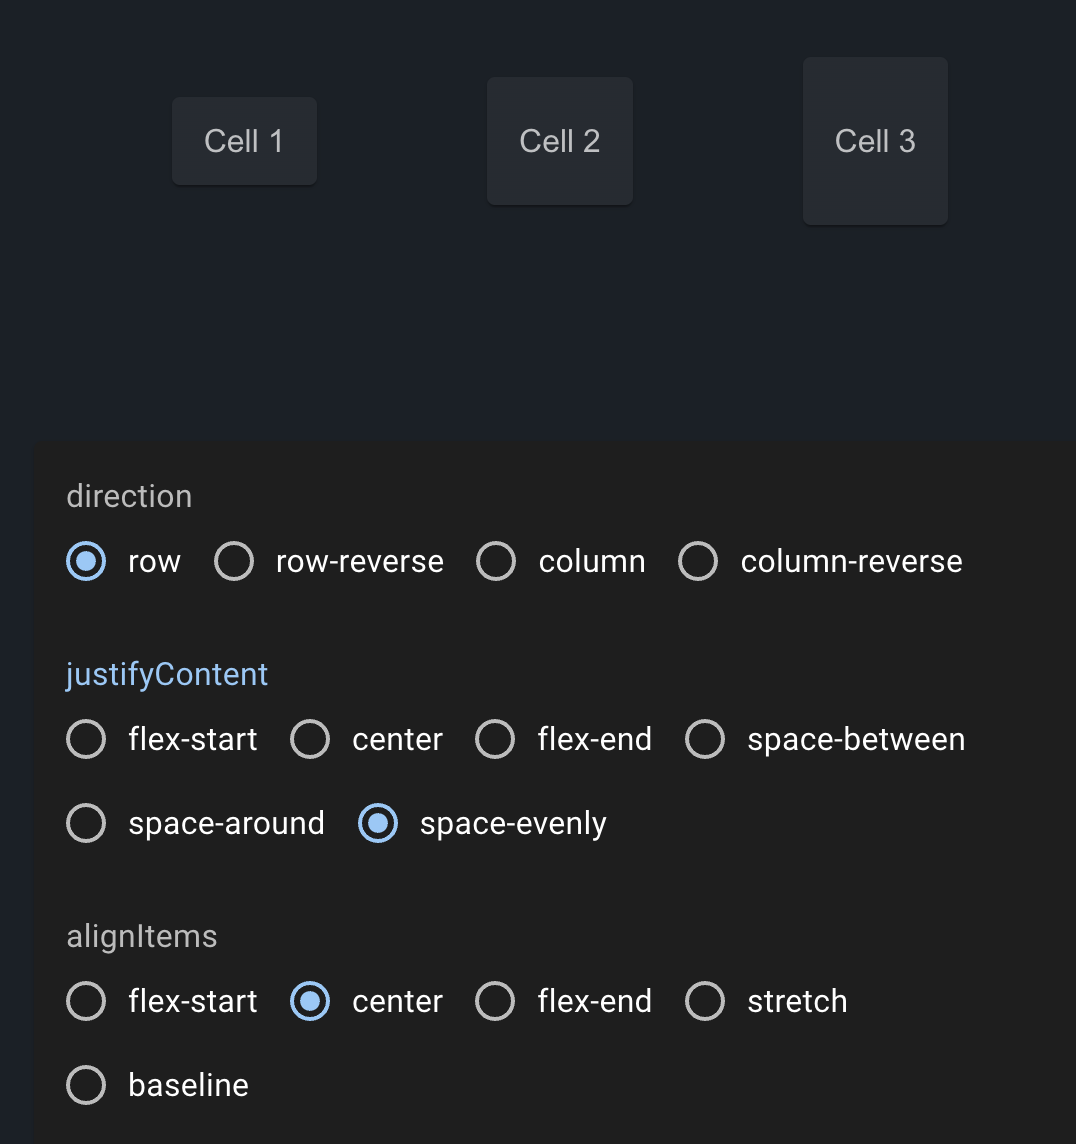 Cell 1 Cell 2 Cell 3
direction
row row-reverse column column-reverse
justifyContent
flex-start center flex-end space-between
space-around space-evenly
alignItems
flex-start center flex-end stretch
baseline